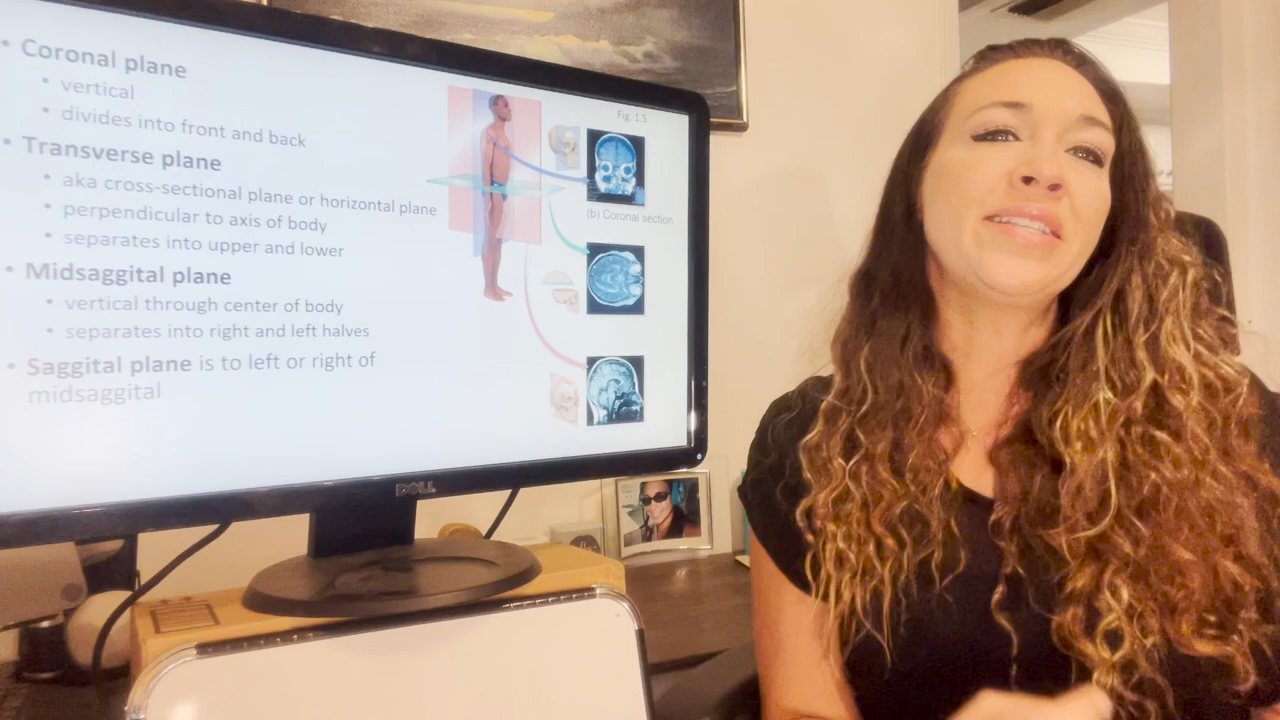 • Coronal plane
• vertical
• divides into front and back
• Transverse plane
• aka cross-sectional plane or horizontal plane
• perpendicular to axis of body
• separates into upper and lower
• Midsaggital plane
• vertical through center of body
• separates into right and left halves
• Saggital plane is to left or right of
midsaggital
Fig. 1.5
(b) Coronal section
DELL